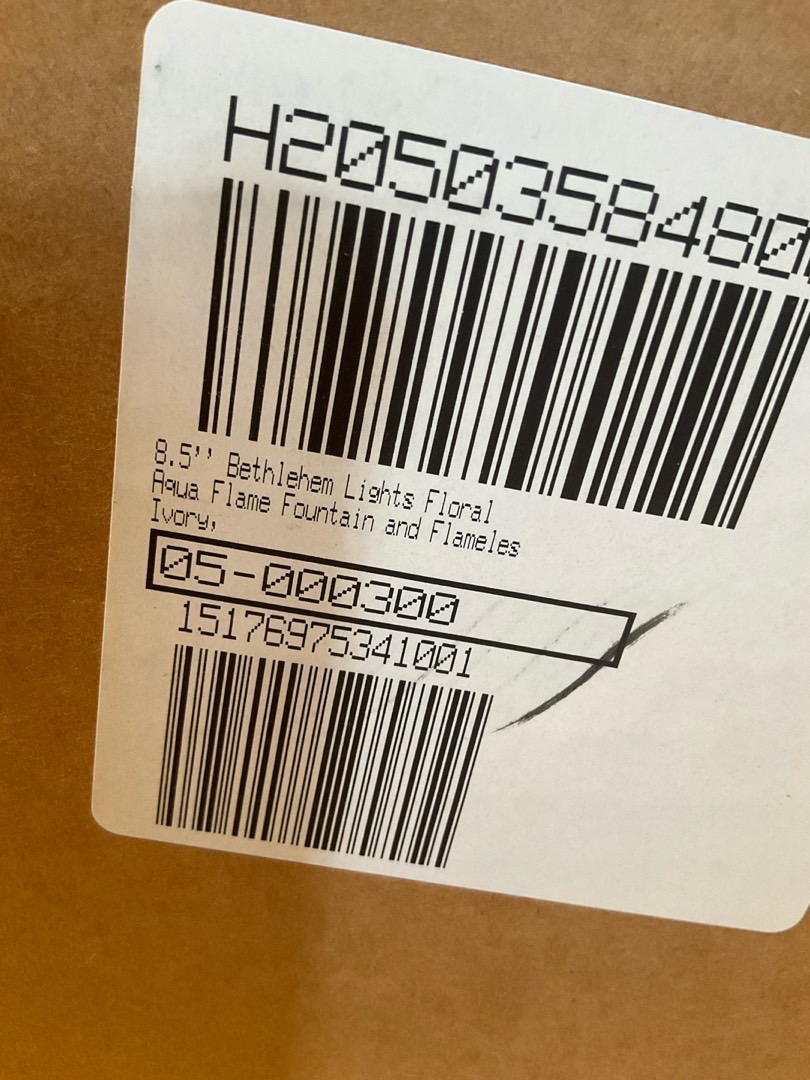 H2050358480
8.5'' Bethlehem Lights Floral
Aqua Flame Fountain and Flameles
Ivory,
05-000300
15176975341001